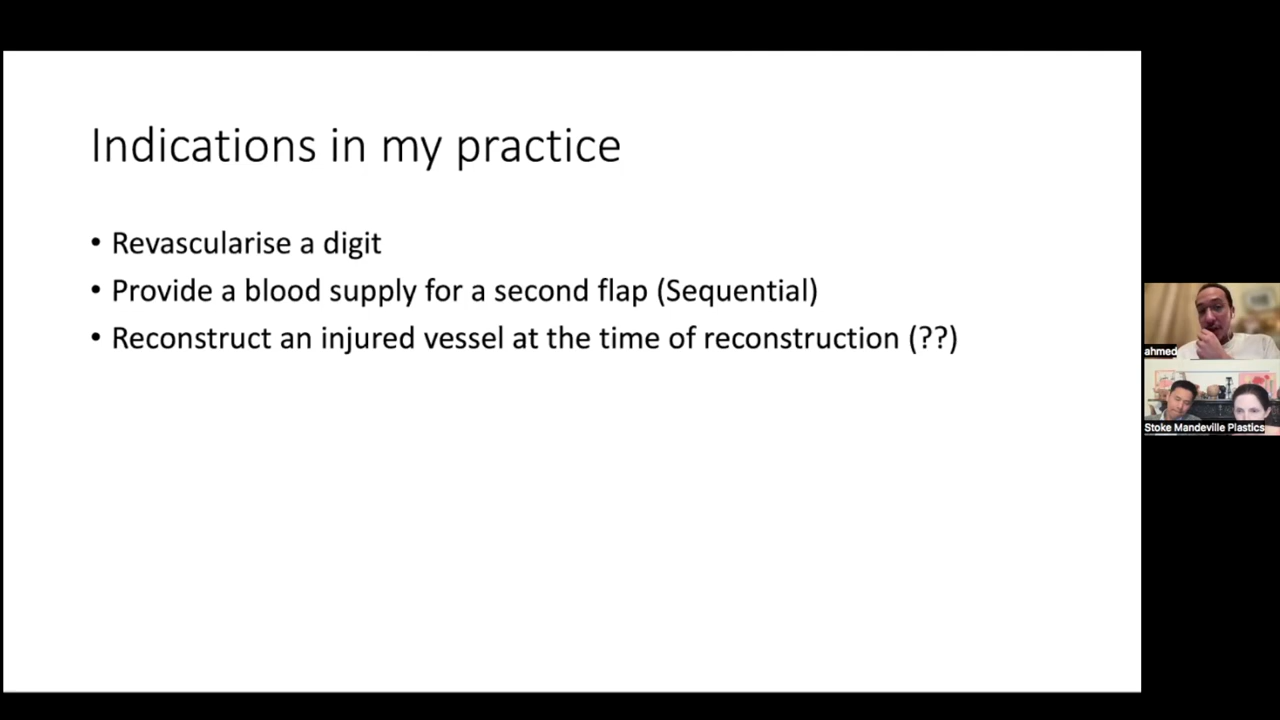 Indications in my practice
• Revascularise a digit
• Provide a blood supply for a second flap (Sequential)
• Reconstruct an injured vessel at the time of reconstruction (??)
ahmed
Stoke Mandeville Plastics